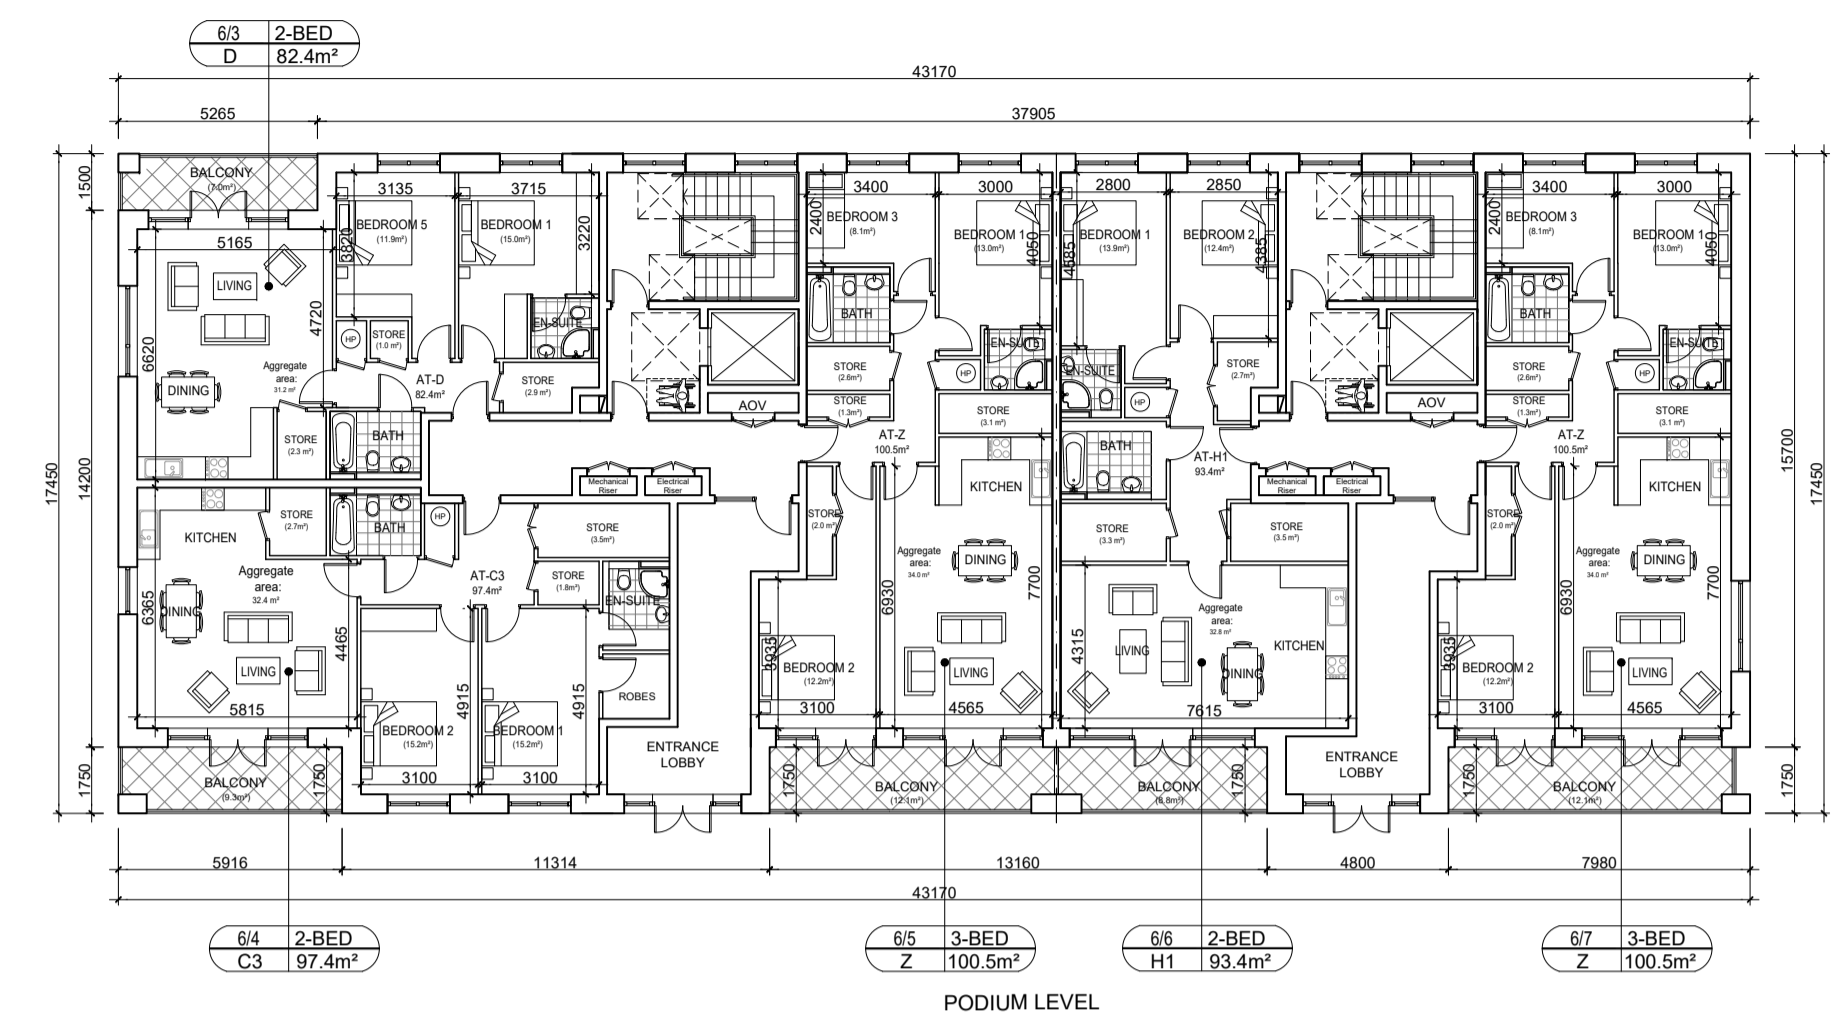 6/3 2-BED
D 82.4m²
43170
5265
37905
1500
14200
17450
1750
BALCONY
(7.0m²)
5165
LIVING
4720
6620
DINING
Aggregate
area:
31.2 m²
STORE
(2.3 m²)
3135
3820
BEDROOM 5
(11.9m²)
3715
BEDROOM 1
(15.0m²)
3220
EN-SUITE
HP
STORE
(1.0 m²)
AT-D
82.4m²
STORE
(2.9 m²)
BATH
AOV
Mechanical
Riser
Electrical
Riser
3400
3000
2400
BEDROOM 3
(8.1m²)
BEDROOM 1
(13.0m²)
4050
BATH
EN-SUITE
STORE
(2.6m²)
HP
STORE
(1.3m²)
STORE
(3.1 m²)
AT-Z
100.5m²
KITCHEN
STORE
(2.0 m²)
Aggregate
area:
34.0 m²
DINING
6930
7700
3935
BEDROOM 2
(12.2m²)
LIVING
3100
4565
1750
BALCONY
(12.1m²)
2800
2850
4585
BEDROOM 1
(13.9m²)
BEDROOM 2
(12.4m²)
4385
EN-SUITE
HP
STORE
(2.7m²)
BATH
AT-H1
93.4m²
STORE
(3.3 m²)
STORE
(3.5 m²)
Aggregate
area:
32.8 m²
4315
LIVING
DINING
KITCHEN
7615
BALCONY
(8.8m²)
1750
AOV
Mechanical
Riser
Electrical
Riser
ENTRANCE
LOBBY
3400
3000
2400
BEDROOM 3
(8.1m²)
BEDROOM 1
(13.0m²)
4050
BATH
EN-SUITE
STORE
(2.6m²)
HP
STORE
(1.3m²)
STORE
(3.1 m²)
AT-Z
100.5m²
KITCHEN
STORE
(2.0 m²)
Aggregate
area:
34.0 m²
DINING
6930
7700
3935
BEDROOM 2
(12.2m²)
LIVING
3100
4565
1750
BALCONY
(12.1m²)
15700
17450
1750
KITCHEN
STORE
(2.7m²)
BATH
HP
STORE
(3.5m²)
AT-C3
97.4m²
STORE
(1.8m²)
EN-SUITE
Aggregate
area:
32.4 m²
6365
DINING
4465
LIVING
5815
4915
BEDROOM 2
(15.2m²)
4915
BEDROOM 1
(15.2m²)
ROBES
3100
3100
BALCONY
(9.3m²)
1750
ENTRANCE
LOBBY
5916
11314
13160
4800
7980
43170
6/4 2-BED
C3 97.4m²
6/5 3-BED
Z 100.5m²
6/6 2-BED
H1 93.4m²
6/7 3-BED
Z 100.5m²
PODIUM LEVEL